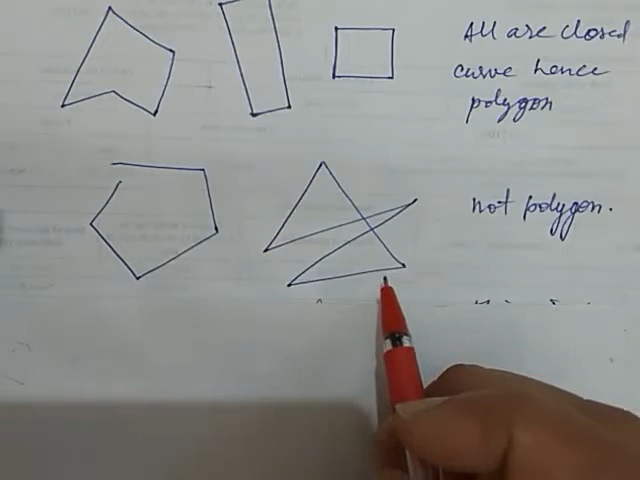 All are closed
curve hence
polygon
not polygon.